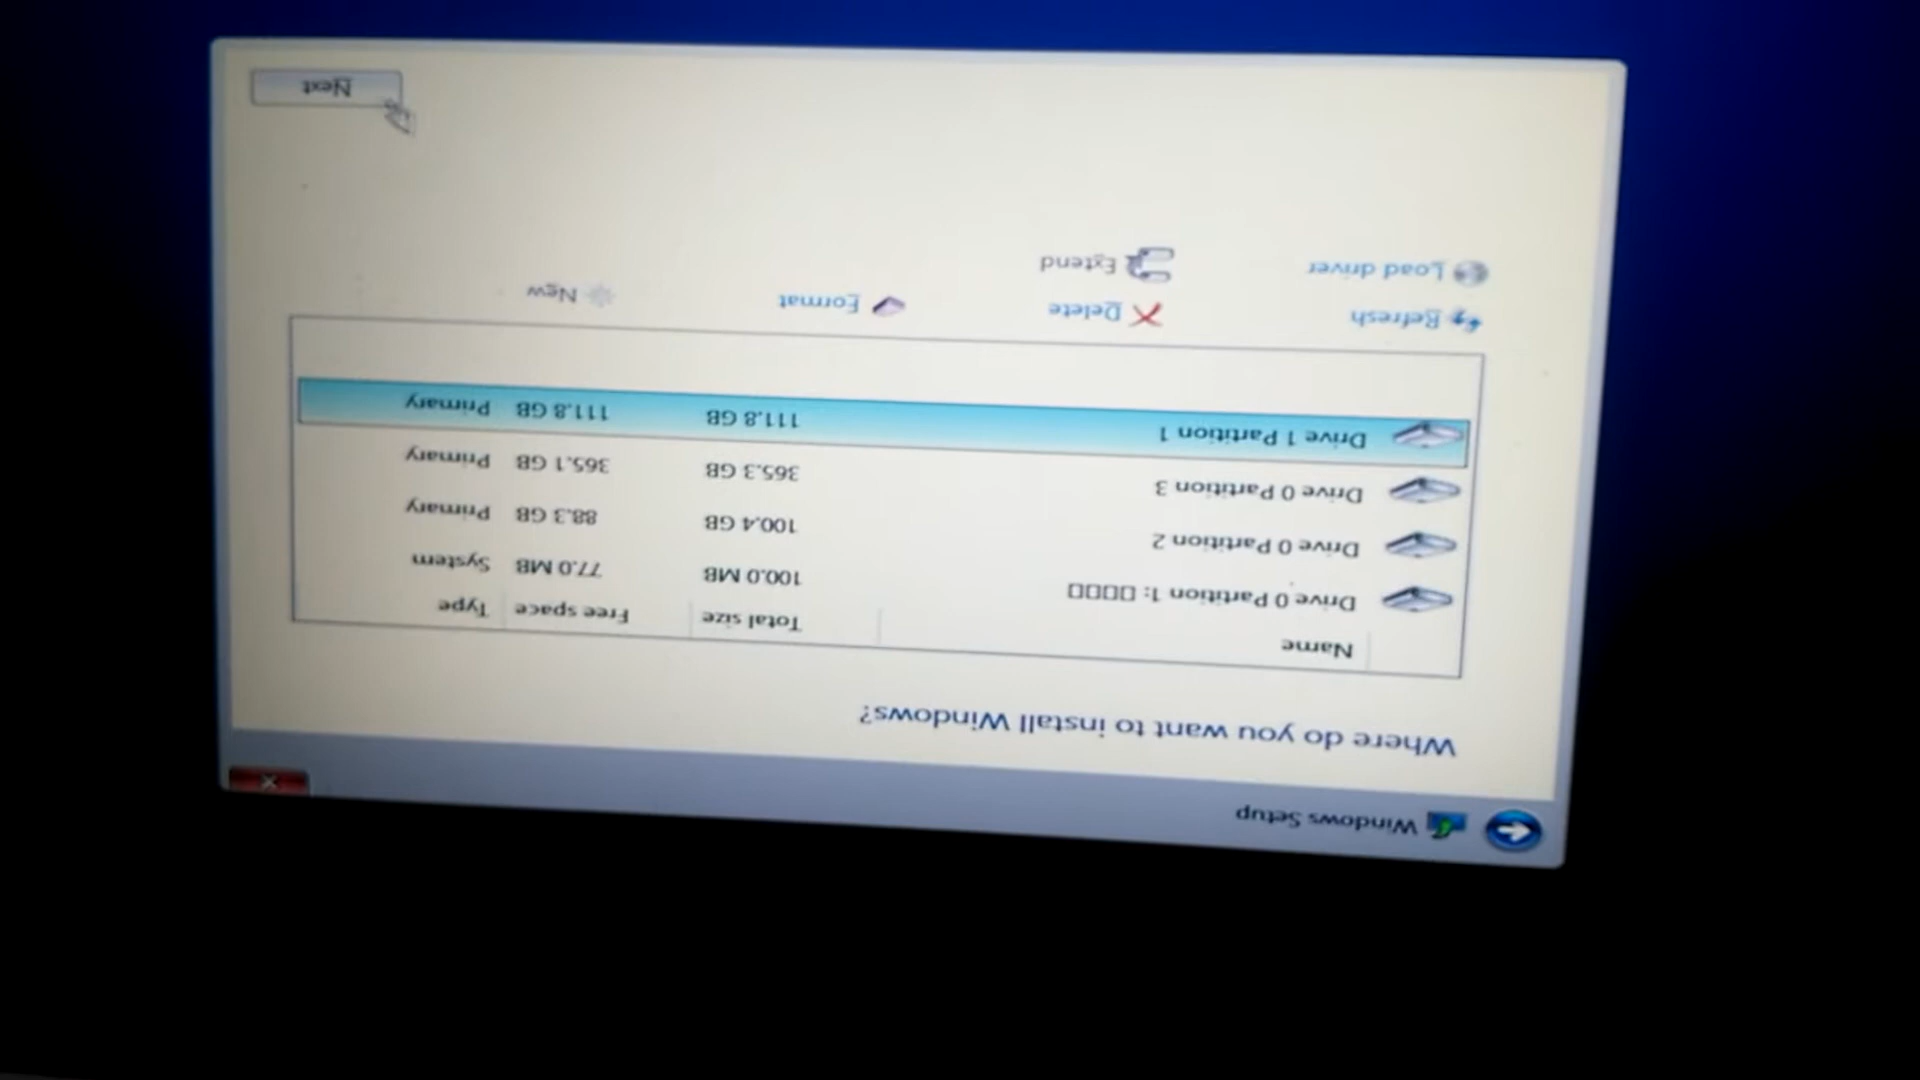 Windows Setup
Where do you want to install Windows?
Name Total size Free space Type
Drive 0 Partition 1: □□□□ 100.0 MB 77.0 MB System
Drive 0 Partition 2 100.4 GB 88.3 GB Primary
Drive 0 Partition 3 365.3 GB 365.1 GB Primary
Drive 1 Partition 1 111.8 GB 111.8 GB Primary
Refresh Delete Format New
Load driver Extend
Next